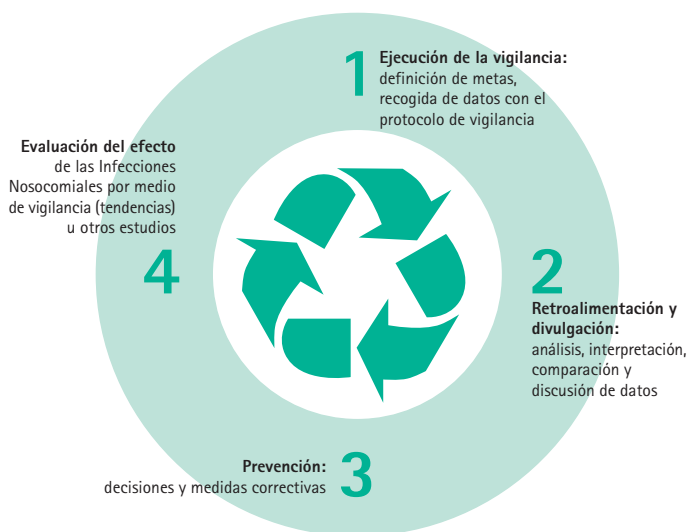 1
Ejecución de la vigilancia:
definición de metas,
recogida de datos con el
protocolo de vigilancia
2
Retroalimentación y
divulgación:
análisis, interpretación,
comparación y
discusión de datos
3
Prevención:
decisiones y medidas correctivas
4
Evaluación del efecto
de las Infecciones
Nosocomiales por medio
de vigilancia (tendencias)
u otros estudios